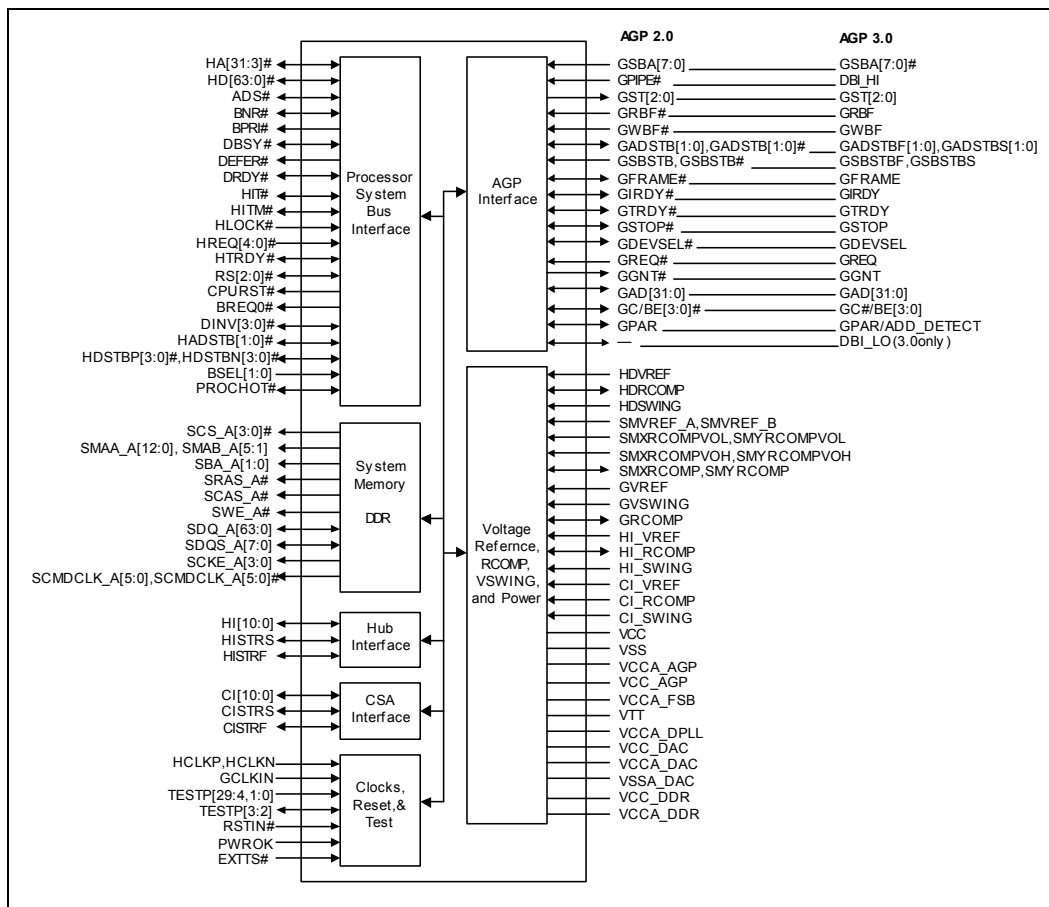 AGP 2.0
AGP 3.0
HA[31:3]#
HD[63:0]#
ADS#
BNR#
BPRI#
DBSY#
DEFER#
DRDY#
HIT#
HITM#
HLOCK#
HREQ[4:0]#
HTRDY#
RS[2:0]#
CPURST#
BREQ0#
DINV[3:0]#
HADSTB[1:0]#
HDSTBP[3:0]#,HDSTBN[3:0]#
BSEL[1:0]
PROCHOT#
Processor
System
Bus
Interface
SCS_A[3:0]#
SMAA_A[12:0], SMAB_A[5:1]
SBA_A[1:0]
SRAS_A#
SCAS_A#
SWE_A#
SDQ_A[63:0]
SDQS_A[7:0]
SCKE_A[3:0]
SCMDCLK_A[5:0],SCMDCLK_A[5:0]#
System
Memory
DDR
HI[10:0]
HISTRS
HISTRF
Hub
Interface
CI[10:0]
CISTRS
CISTRF
CSA
Interface
HCLKP,HCLKN
GCLKIN
TESTP[29:4,1:0]
TESTP[3:2]
RSTIN#
PWROK
EXTTS#
Clocks,
Reset,&
Test
AGP
Interface
GSBA[7:0] GSBA[7:0]#
GPIPE# DBI_HI
GST[2:0] GST[2:0]
GRBF# GRBF
GWBF# GWBF
GADSTB[1:0],GADSTB[1:0]# GADSTBF[1:0],GADSTBS[1:0]
GSBSTB,GSBSTB# GSBSTBF,GSBSTBS
GFRAME# GFRAME
GIRDY# GIRDY
GTRDY# GTRDY
GSTOP# GSTOP
GDEVSEL# GDEVSEL
GREQ# GREQ
GGNT# GGNT
GAD[31:0] GAD[31:0]
GC/BE[3:0]# GC#/BE[3:0]
GPAR GPAR/ADD_DETECT
— DBI_LO(3.0only)
Voltage
Refernce,
RCOMP,
VSWING,
and Power
HDVREF
HDRCOMP
HDSWING
SMVREF_A,SMVREF_B
SMXRCOMPVOL,SMYRCOMPVOL
SMXRCOMPVOH,SMYRCOMPVOH
SMXRCOMP,SMYRCOMP
GVREF
GVSWING
GRCOMP
HI_VREF
HI_RCOMP
HI_SWING
CI_VREF
CI_RCOMP
CI_SWING
VCC
VSS
VCCA_AGP
VCC_AGP
VCCA_FSB
VTT
VCCA_DPLL
VCC_DAC
VCCA_DAC
VSSA_DAC
VCC_DDR
VCCA_DDR